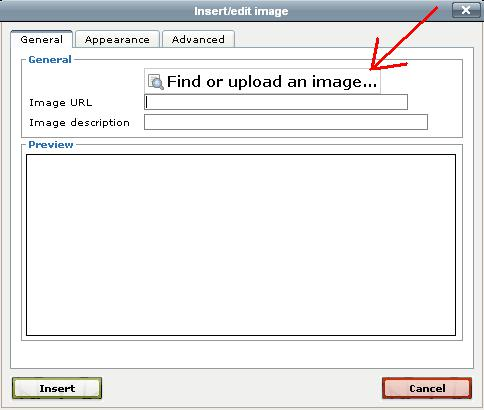 Insert/edit image
General Appearance Advanced
General
Find or upload an image...
Image URL
Image description
Preview
Insert Cancel